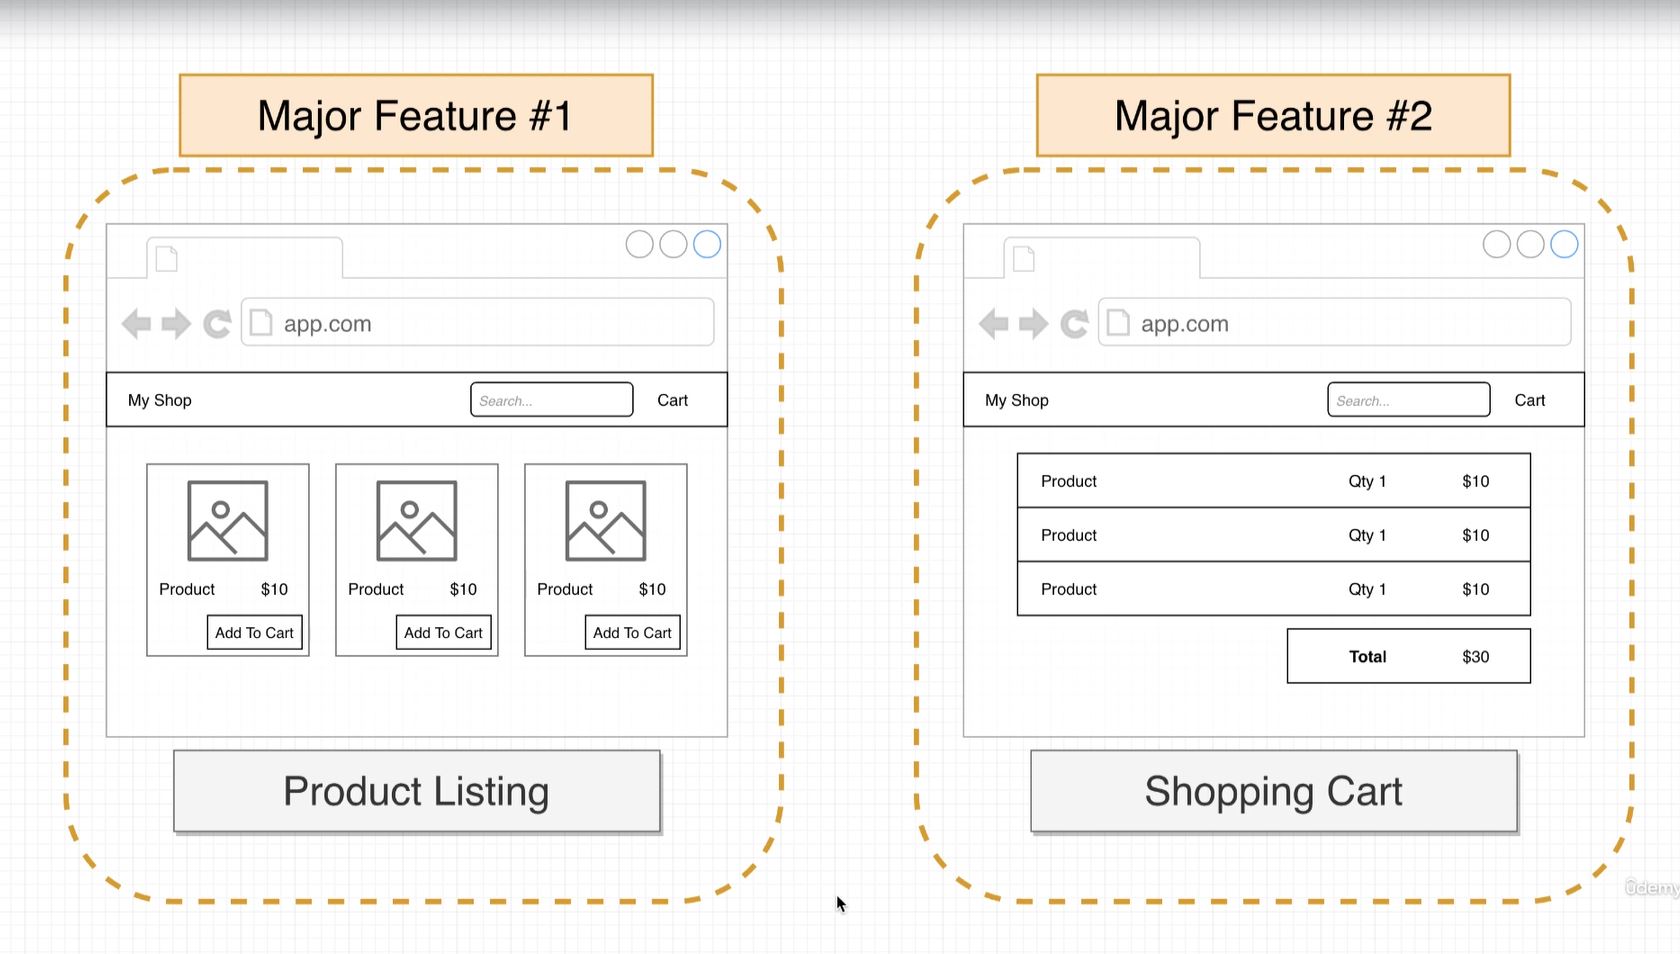 Major Feature #1
app.com
My Shop Search... Cart
Product $10 Product $10 Product $10
Add To Cart Add To Cart Add To Cart
Product Listing
Major Feature #2
app.com
My Shop Search... Cart
Product Qty 1 $10
Product Qty 1 $10
Product Qty 1 $10
Total $30
Shopping Cart
ûdemy